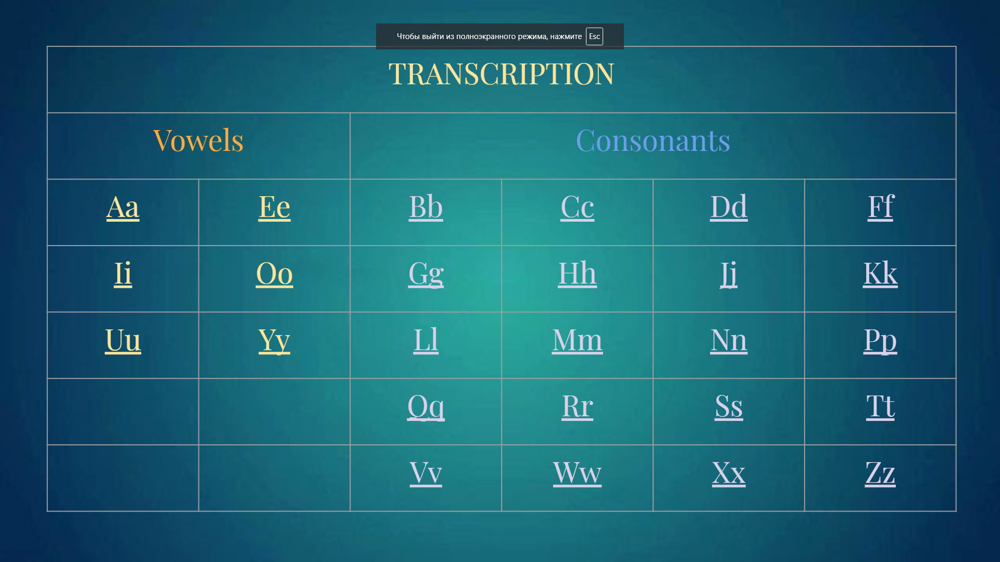 Чтобы выйти из полноэкранного режима, нажмите Esc
TRANSCRIPTION
Vowels Consonants
Aa Ee Bb Cc Dd Ff
Ii Oo Gg Hh Jj Kk
Uu Yy Ll Mm Nn Pp
Qq Rr Ss Tt
Vv Ww Xx Zz